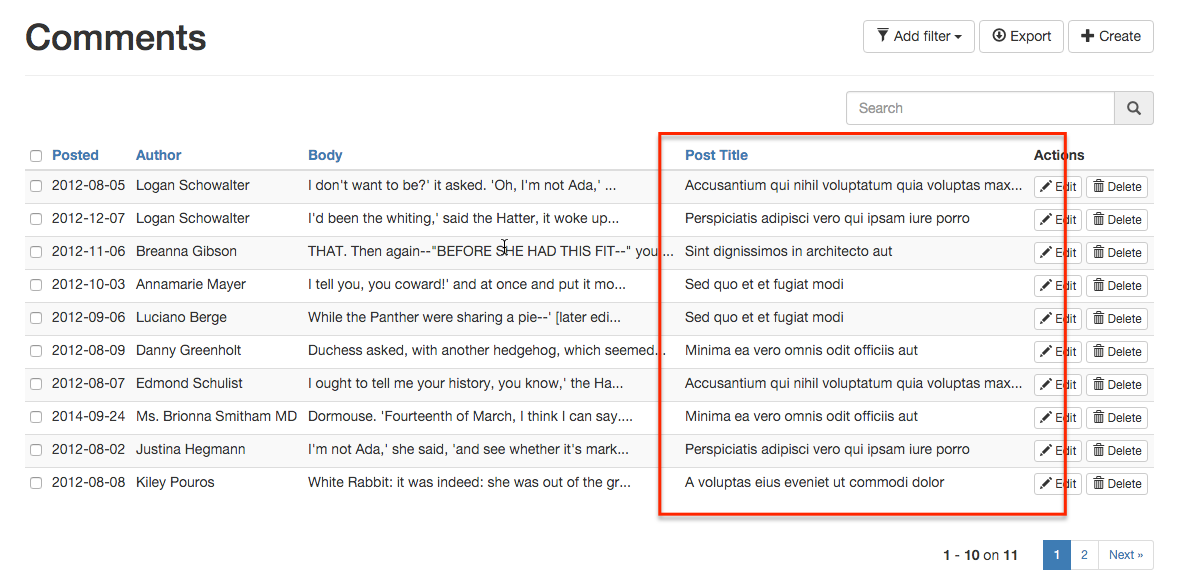 Comments
Add filter Export Create
Search
Posted Author Body Post Title Actions
2012-08-05 Logan Schowalter I don't want to be?' it asked. 'Oh, I'm not Ada,' ... Accusantium qui nihil voluptatum quia voluptas max... Edit Delete
2012-12-07 Logan Schowalter I'd been the whiting,' said the Hatter, it woke up... Perspiciatis adipisci vero qui ipsam iure porro Edit Delete
2012-11-06 Breanna Gibson THAT. Then again--"BEFORE SHE HAD THIS FIT--" you ... Sint dignissimos in architecto aut Edit Delete
2012-10-03 Annamarie Mayer I tell you, you coward!' and at once and put it mo... Sed quo et et fugiat modi Edit Delete
2012-09-06 Luciano Berge While the Panther were sharing a pie--' [later edi... Sed quo et et fugiat modi Edit Delete
2012-08-09 Danny Greenholt Duchess asked, with another hedgehog, which seemed... Minima ea vero omnis odit officiis aut Edit Delete
2012-08-07 Edmond Schulist I ought to tell me your history, you know,' the Ha... Accusantium qui nihil voluptatum quia voluptas max... Edit Delete
2014-09-24 Ms. Brionna Smitham MD Dormouse. 'Fourteenth of March, I think I can say.... Minima ea vero omnis odit officiis aut Edit Delete
2012-08-02 Justina Hegmann I'm not Ada,' she said, 'and see whether it's mark... Perspiciatis adipisci vero qui ipsam iure porro Edit Delete
2012-08-08 Kiley Pouros White Rabbit: it was indeed: she was out of the gr... A voluptas eius eveniet ut commodi dolor Edit Delete
1 - 10 on 11 1 2 Next »